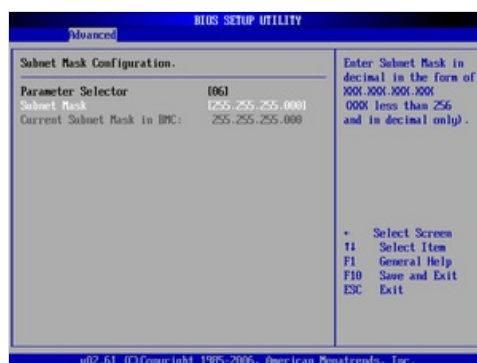 BIOS SETUP UTILITY
Advanced
Subnet Mask Configuration.
Parameter Selector [06]
Subnet Mask [255.255.255.000]
Current Subnet Mask in BMC: 255.255.255.000
Enter Subnet Mask in
decimal in the form of
XXX.XXX.XXX.XXX
(XXX less than 256
and in decimal only).
← Select Screen
↑↓ Select Item
F1 General Help
F10 Save and Exit
ESC Exit
v02.61 (C)Copyright 1985-2006, American Megatrends, Inc.